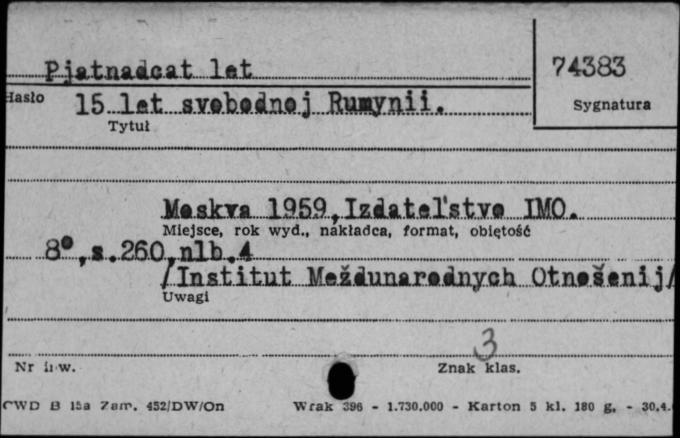 Pjatnadcat let
74383
Hasło
15 let svobodnoj Rumynii.
Sygnatura
Tytuł
Moskva 1959, Izdatel'stvo IMO.
Miejsce, rok wyd., nakładca, format, objętość
8°, s. 260, nlb. 4
/Institut Meždunarodnych Otnošenij/
Uwagi
3
Nr inw.
Znak klas.
CWD B 15a Zam. 452/DW/On
Wrak 396 - 1.730.000 - Karton 5 kl. 180 g. - 30.4.